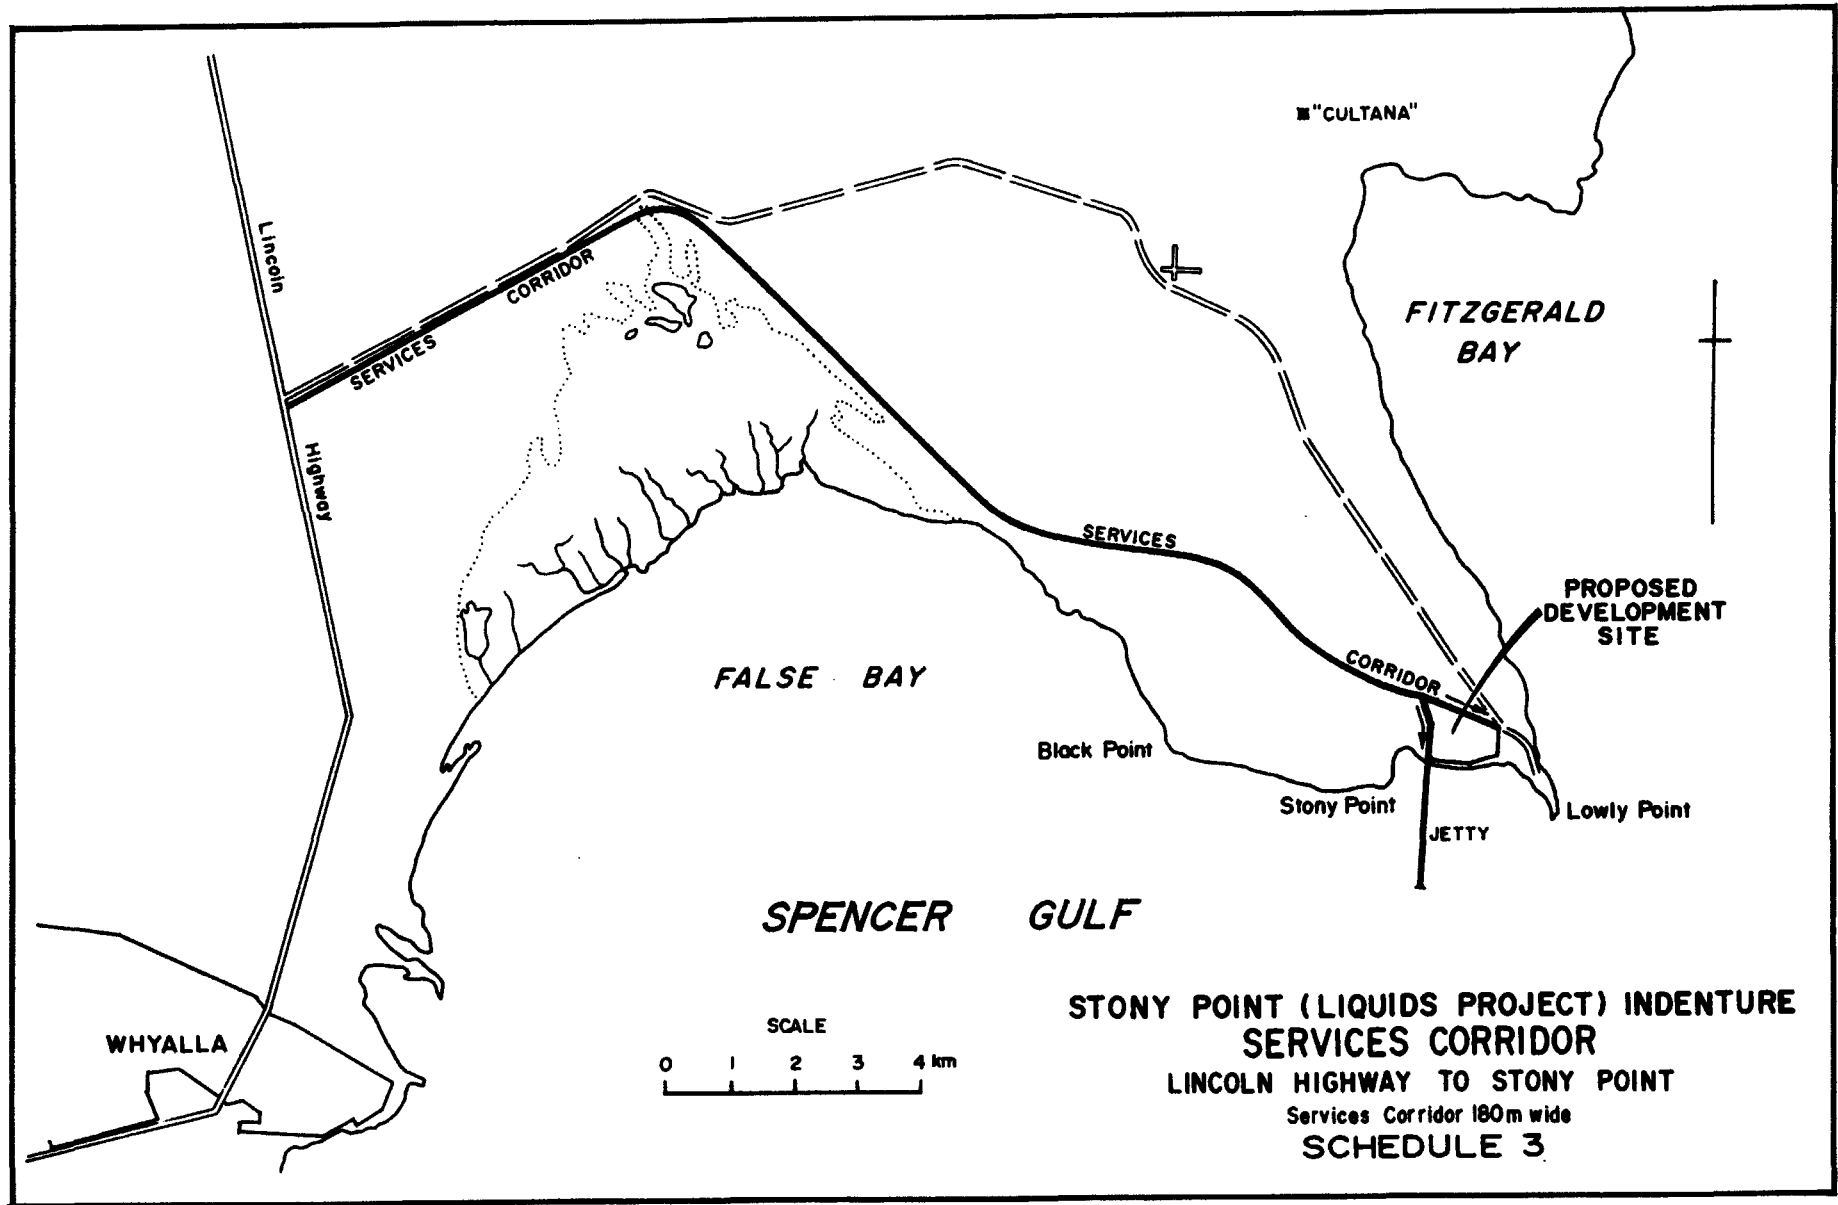 "CULTANA"
Lincoln
CORRIDOR
SERVICES
FITZGERALD
BAY
Highway
SERVICES
PROPOSED
DEVELOPMENT
SITE
CORRIDOR
FALSE BAY
Black Point
Stony Point
Lowly Point
JETTY
SPENCER GULF
WHYALLA
SCALE
0 1 2 3 4 km
STONY POINT (LIQUIDS PROJECT) INDENTURE
SERVICES CORRIDOR
LINCOLN HIGHWAY TO STONY POINT
Services Corridor 180m wide
SCHEDULE 3